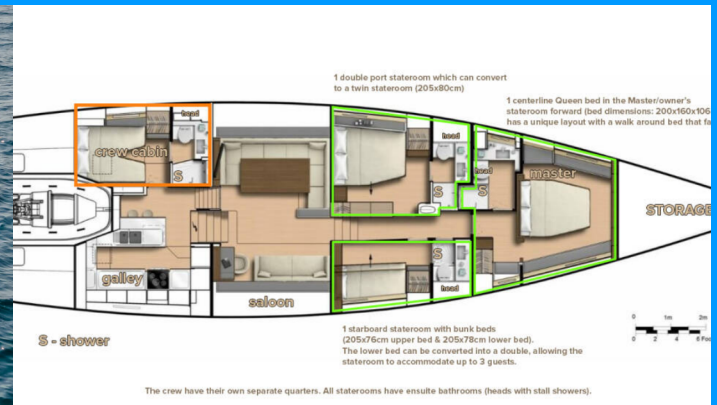 1 double port stateroom which can convert
to a twin stateroom (205x80cm)
1 centerline Queen bed in the Master/owner's
stateroom forward (bed dimensions: 200x160x106
has a unique layout with a walk around bed that fa
head
crew cabin
S
head
S
head
S
master
STORAGE
galley
saloon
S
head
S - shower
0 1m 2m
0 2 4 6 Foo
1 starboard stateroom with bunk beds
(205x76cm upper bed & 205x78cm lower bed).
The lower bed can be converted into a double, allowing the
stateroom to accommodate up to 3 guests.
The crew have their own separate quarters. All staterooms have ensuite bathrooms (heads with stall showers).